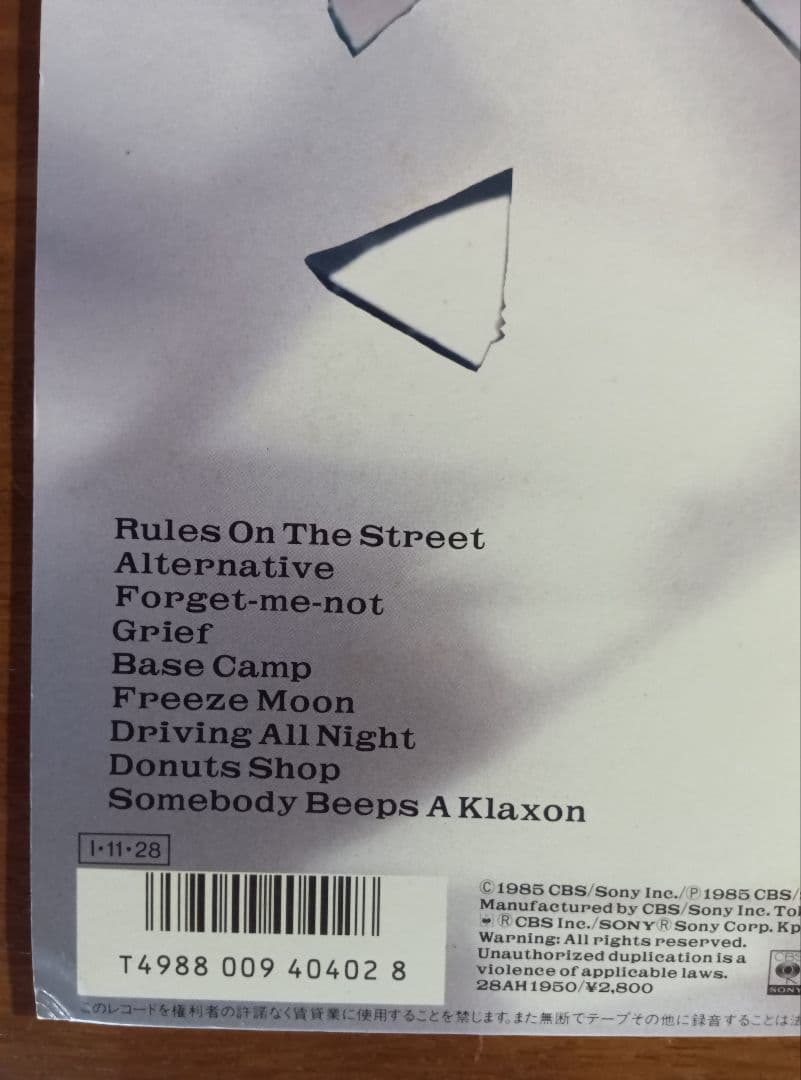 Rules On The Street
Alternative
Forget-me-not
Grief
Base Camp
Freeze Moon
Driving All Night
Donuts Shop
Somebody Beeps A Klaxon
I·11·28
T4988 009 40402 8
©1985 CBS/Sony Inc./Ⓟ1985 CBS/
Manufactured by CBS/Sony Inc.
®CBS Inc./SONY®Sony Corp.
Warning: All rights reserved.
Unauthorized duplication is a
violence of applicable laws.
28AH1950/¥2,800
CBS
SONY
このレコードを権利者の許諾なく賃貸業に使用することを禁じます。また無断でテープその他に録音することは法